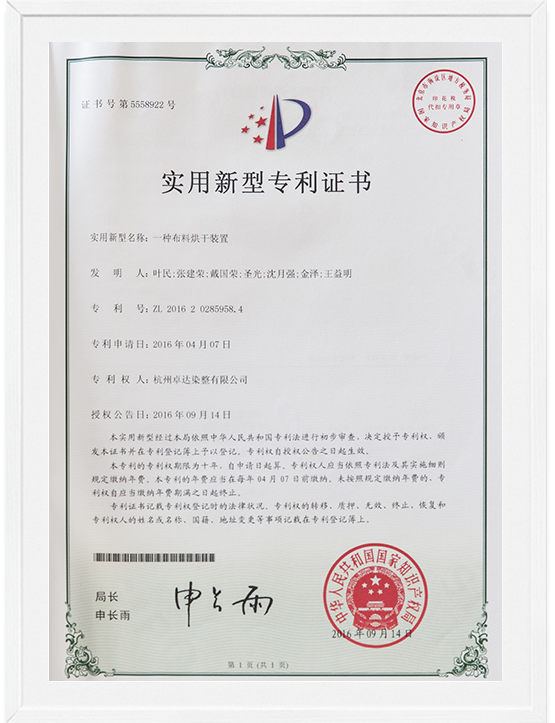 证书号第5558922号
印花税
代扣专用章
实用新型专利证书
实用新型名称：一种布料烘干装置
发 明 人：叶民;张建荣;戴国荣;圣光;沈月强;金泽;王益明
专 利 号：ZL 2016 2 0285958.4
专利申请日：2016年04月07日
专 利 权 人：杭州卓达染整有限公司
授权公告日：2016年09月14日
本实用新型经过本局依照中华人民共和国专利法进行初步审查，决定授予专利权，颁
发本证书并在专利登记簿上予以登记。专利权自授权公告之日起生效。
本专利的专利权期限为十年，自申请日起算。专利权人应当依照专利法及其实施细则
规定缴纳年费。本专利的年费应当在每年04月07日前缴纳。未按照规定缴纳年费的，专
利权自应当缴纳年费期满之日起终止。
专利证书记载专利权登记时的法律状况。专利权的转移、质押、无效、终止、恢复和
专利权人的姓名或名称、国籍、地址变更等事项记载在专利登记簿上。
局长
申长雨
申长雨
中华人民共和国国家知识产权局
2016年09月14日
第1页(共1页)